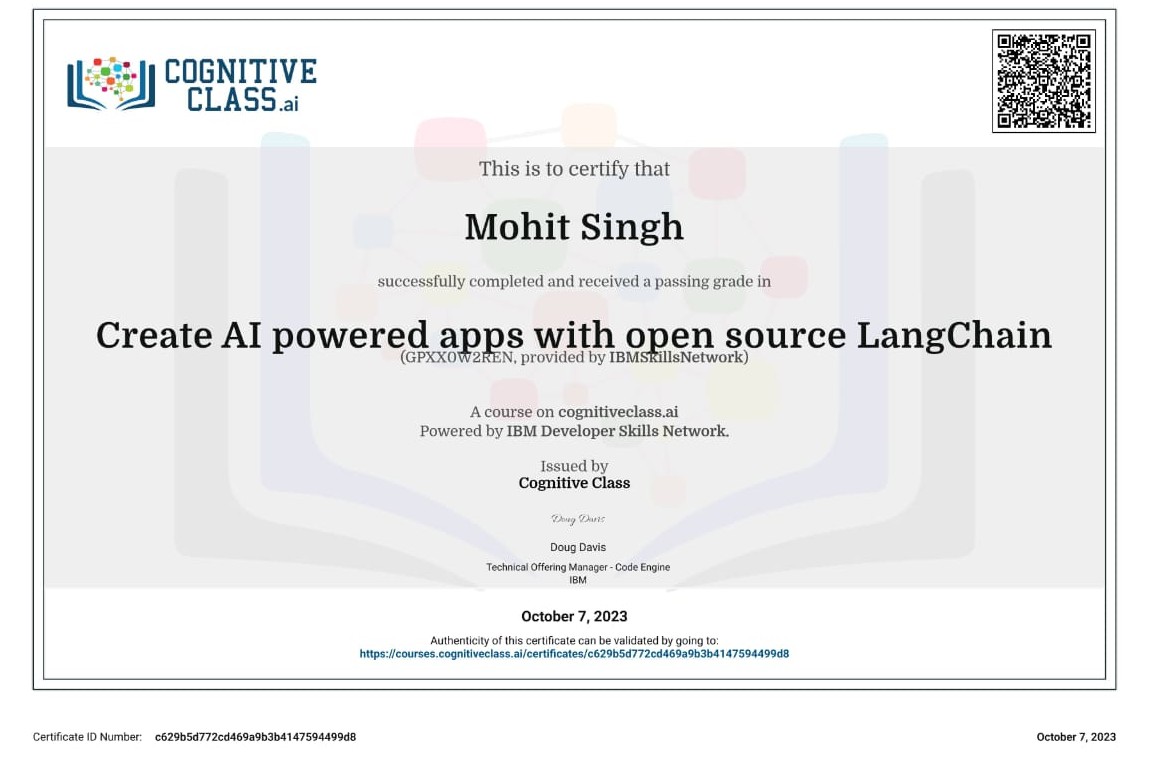 COGNITIVE
CLASS.ai
This is to certify that
Mohit Singh
successfully completed and received a passing grade in
Create AI powered apps with open source LangChain
(GPXX0W2REN, provided by IBMSkillsNetwork)
A course on cognitiveclass.ai
Powered by IBM Developer Skills Network.
Issued by
Cognitive Class
Doug Davis
Doug Davis
Technical Offering Manager - Code Engine
IBM
October 7, 2023
Authenticity of this certificate can be validated by going to:
https://courses.cognitiveclass.ai/certificates/c629b5d772cd469a9b3b4147594499d8
Certificate ID Number: c629b5d772cd469a9b3b4147594499d8
October 7, 2023